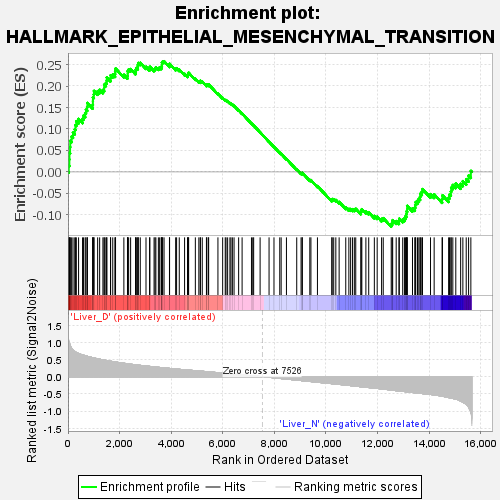 Enrichment plot:
HALLMARK_EPITHELIAL_MESENCHYMAL_TRANSITION
Enrichment score (ES)
0.25
0.20
0.15
0.10
0.05
0.00
-0.05
-0.10
Ranked list metric (Signal2Noise)
1.5
1.0
0.5
0.0
-0.5
-1.0
-1.5
'Liver_D' (positively correlated)
Zero cross at 7526
'Liver_N' (negatively correlated)
0
2,000
4,000
6,000
8,000
10,000
12,000
14,000
16,000
Rank in Ordered Dataset
Enrichment profile
Hits
Ranking metric scores